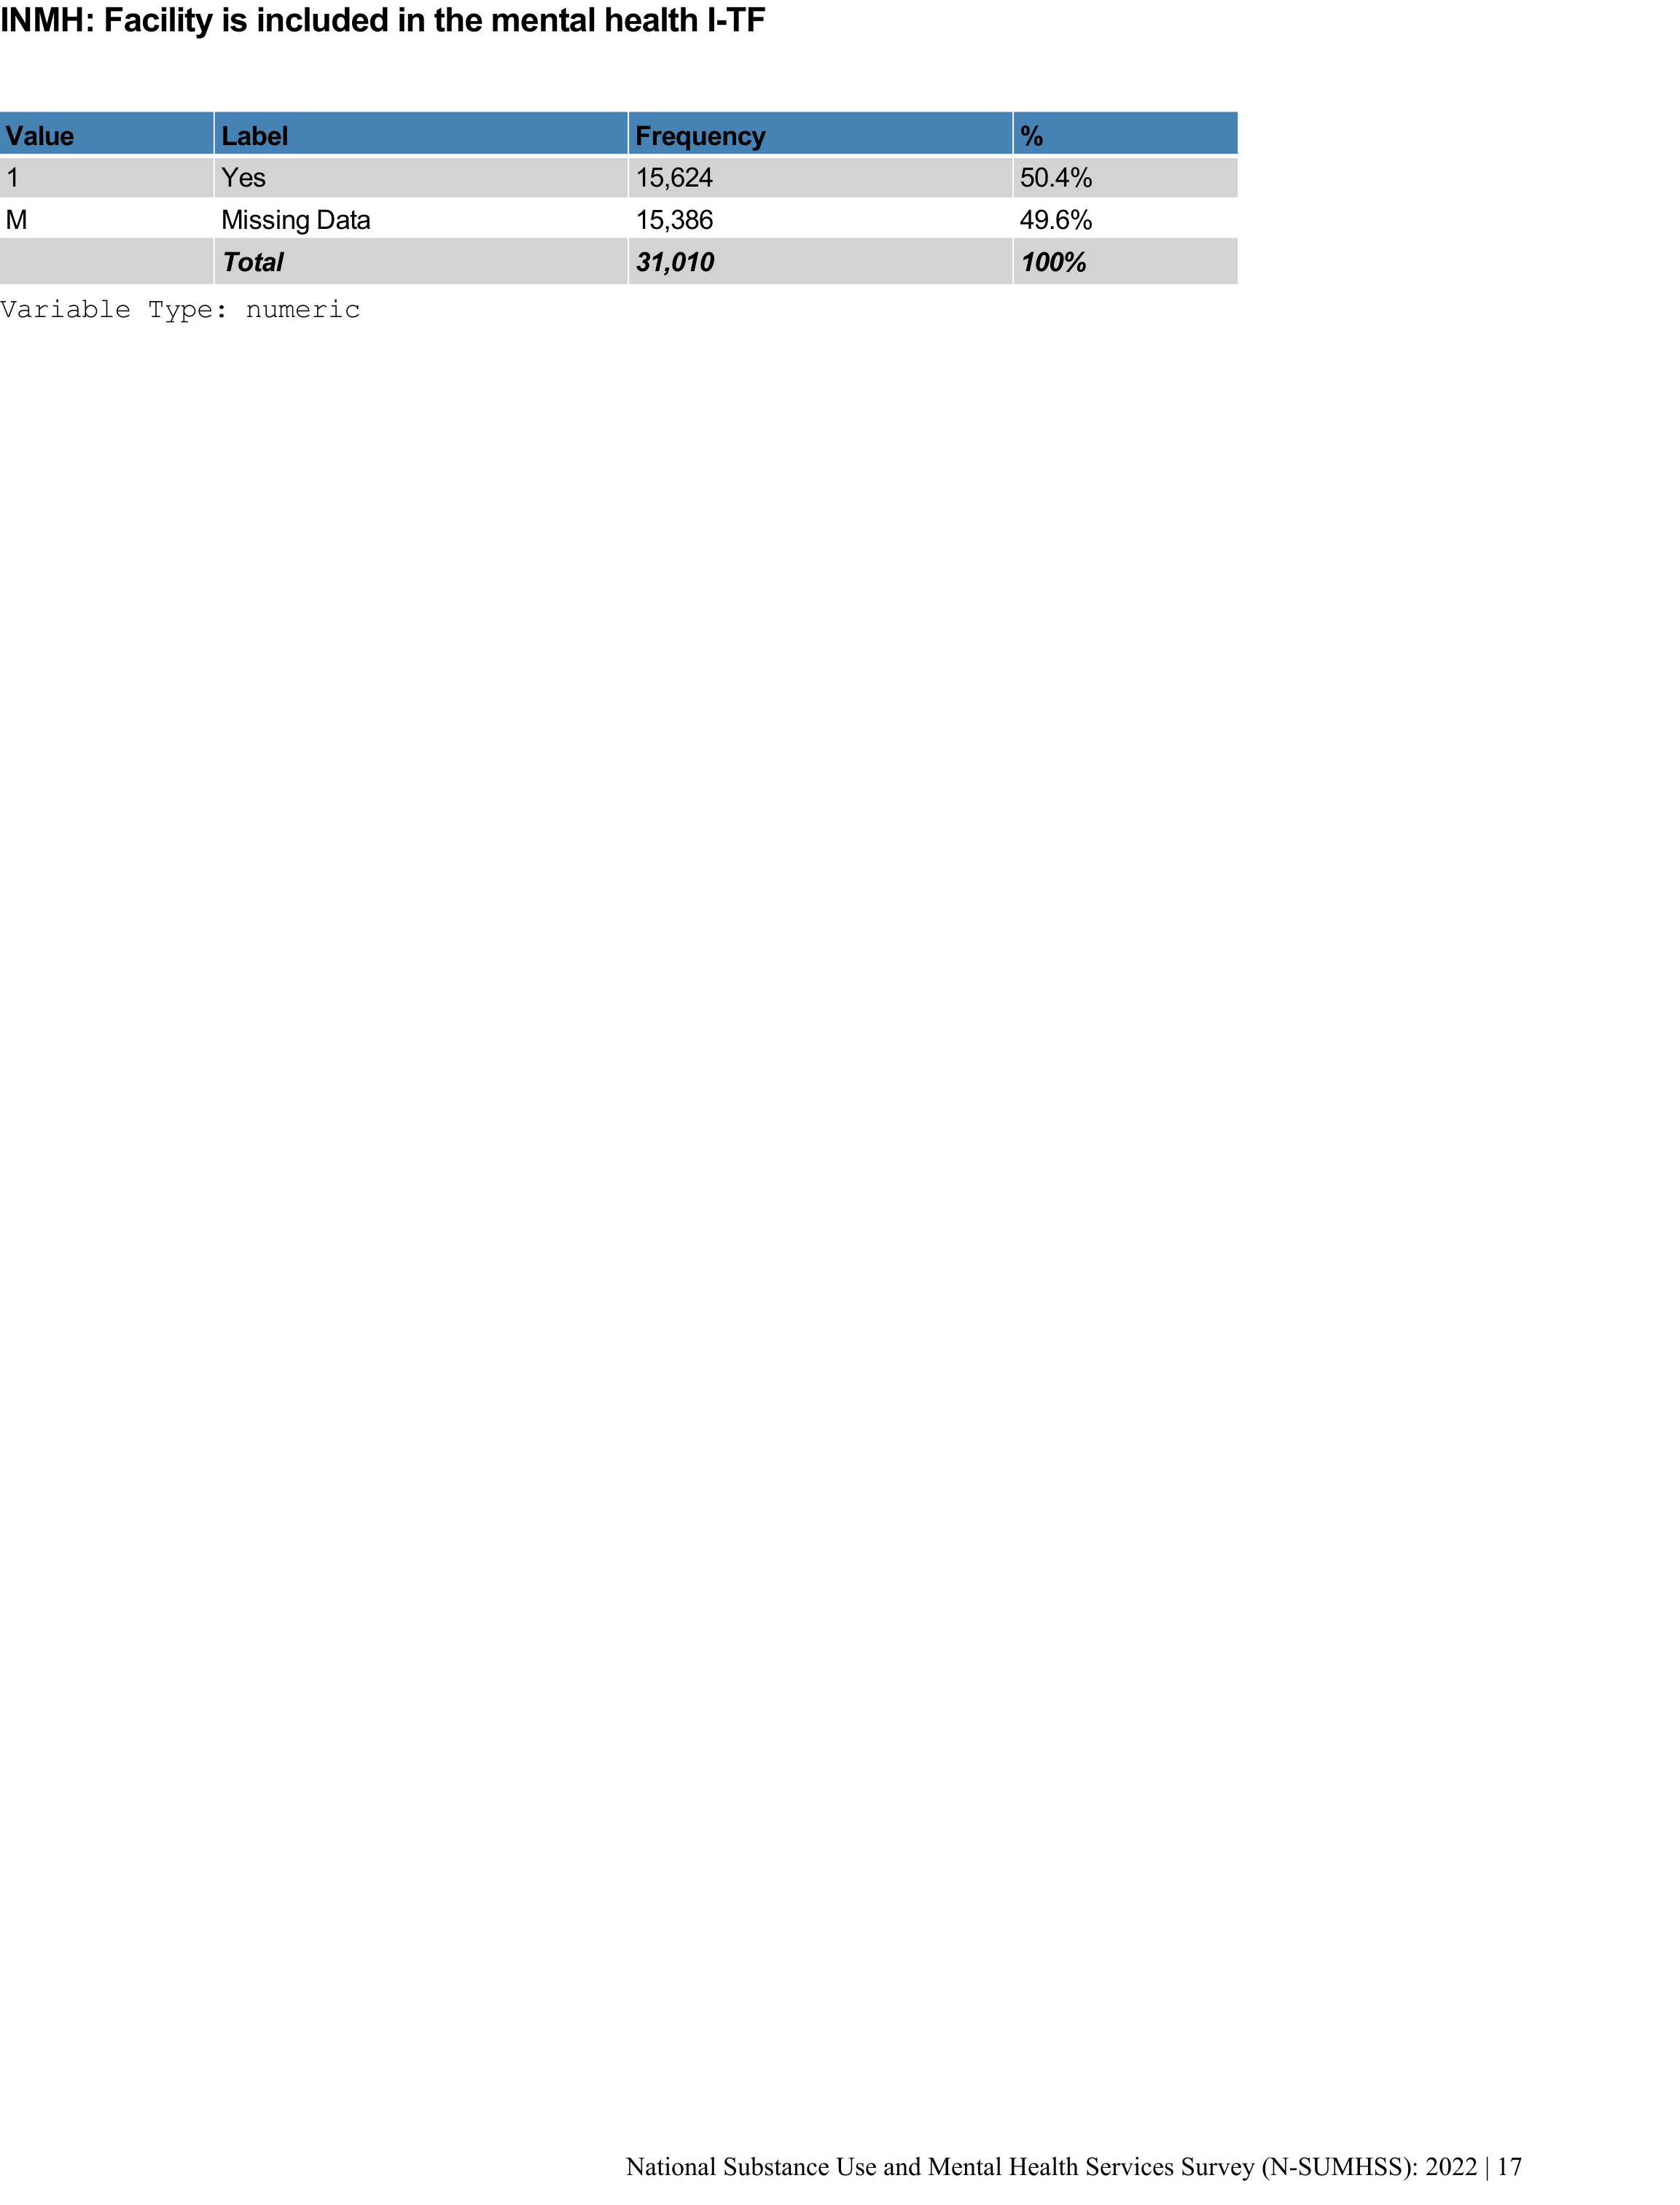 INMH: Facility is included in the mental health I-TF
Value Label Frequency %
1 Yes 15,624 50.4%
M Missing Data 15,386 49.6%
Total 31,010 100%
Variable Type: numeric
National Substance Use and Mental Health Services Survey (N-SUMHSS): 2022 | 17